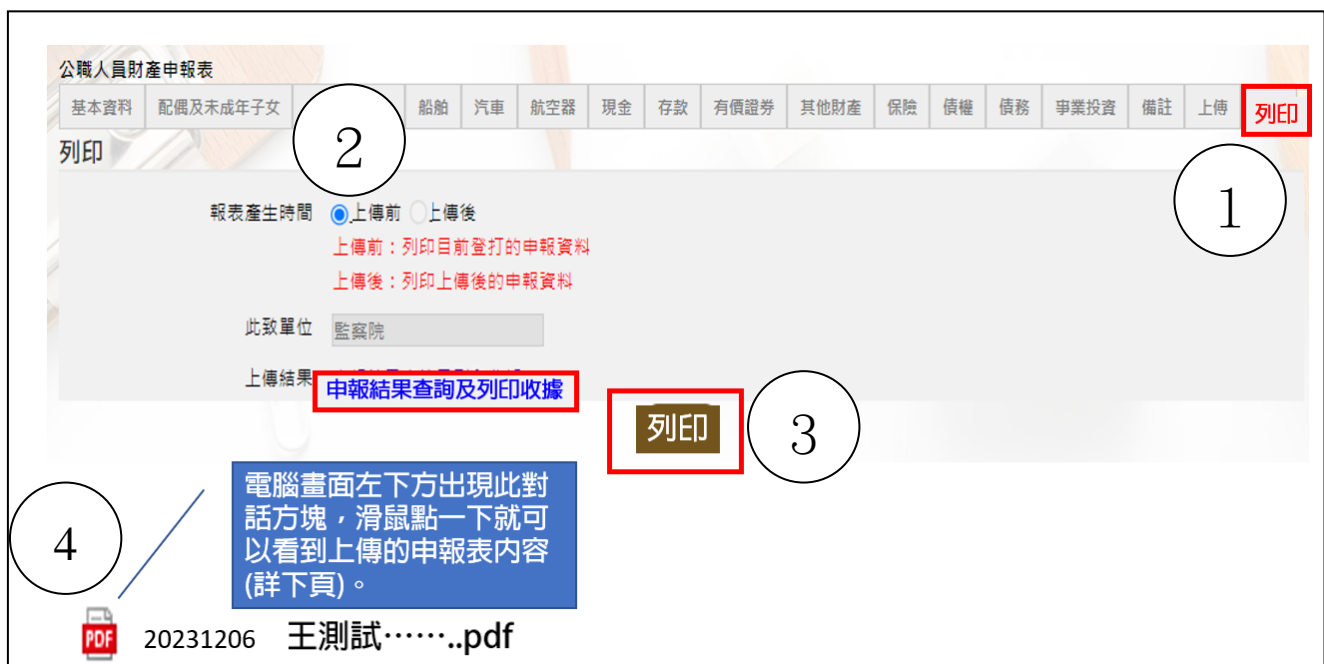 公職人員財產申報表
基本資料 配偶及未成年子女 船舶 汽車 航空器 現金 存款 有價證券 其他財產 保險 債權 債務 事業投資 備註 上傳 列印
列印
2
1
報表產生時間 上傳前 上傳後
上傳前：列印目前登打的申報資料
上傳後：列印上傳後的申報資料
此致單位 監察院
上傳結果 申報結果查詢及列印收據
列印
3
電腦畫面左下方出現此對
話方塊，滑鼠點一下就可
以看到上傳的申報表內容
(詳下頁)。
4
PDF 20231206 王測試……..pdf